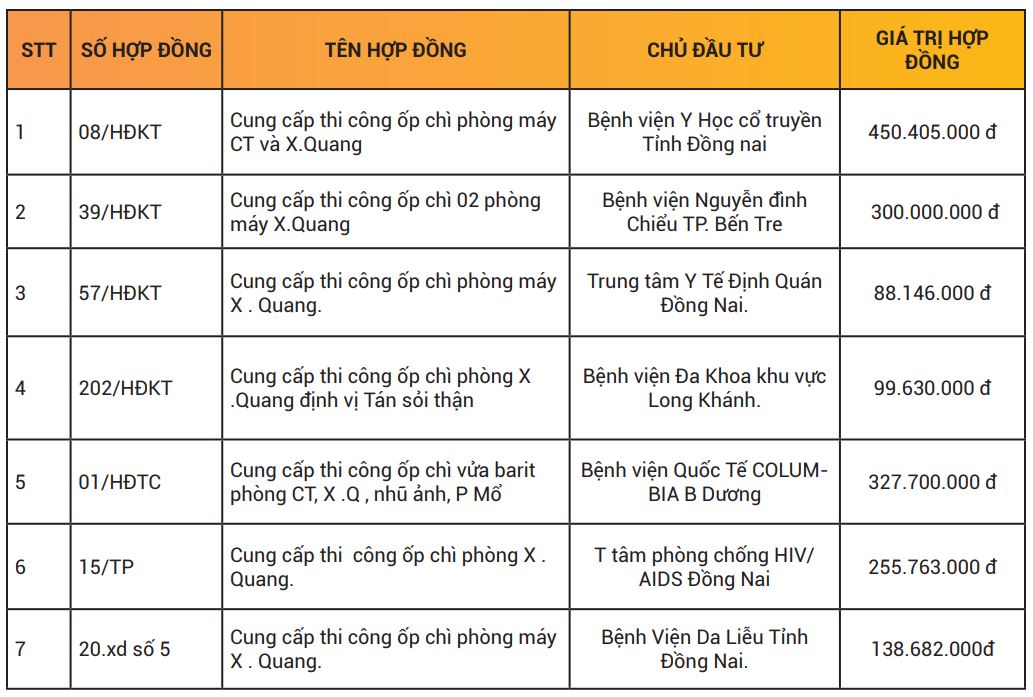 STT SỐ HỢP ĐỒNG TÊN HỢP ĐỒNG CHỦ ĐẦU TƯ GIÁ TRỊ HỢP
ĐỒNG
1 08/HĐKT Cung cấp thi công ốp chì phòng máy
CT và X.Quang
Bệnh viện Y Học cổ truyền
Tỉnh Đồng nai
450.405.000 đ
2 39/HĐKT Cung cấp thi công ốp chì 02 phòng
máy X.Quang
Bệnh viện Nguyễn đình
Chiểu TP. Bến Tre
300.000.000 đ
3 57/HĐKT Cung cấp thi công ốp chì phòng máy
X . Quang.
Trung tâm Y Tế Định Quán
Đồng Nai.
88.146.000 đ
4 202/HĐKT Cung cấp thi công ốp chì phòng X
.Quang định vị Tán sỏi thận
Bệnh viện Đa Khoa khu vực
Long Khánh.
99.630.000 đ
5 01/HĐTC Cung cấp thi công ốp chì vửa barit
phòng CT, X .Q , nhũ ảnh, P Mổ
Bệnh viện Quốc Tế COLUM-
BIA B Dương
327.700.000 đ
6 15/TP Cung cấp thi  công ốp chì phòng X .
Quang.
T tâm phòng chống HIV/
AIDS Đồng Nai
255.763.000 đ
7 20.xd số 5 Cung cấp thi công ốp chì phòng máy
X . Quang.
Bệnh Viện Da Liễu Tỉnh
Đồng Nai.
138.682.000đ